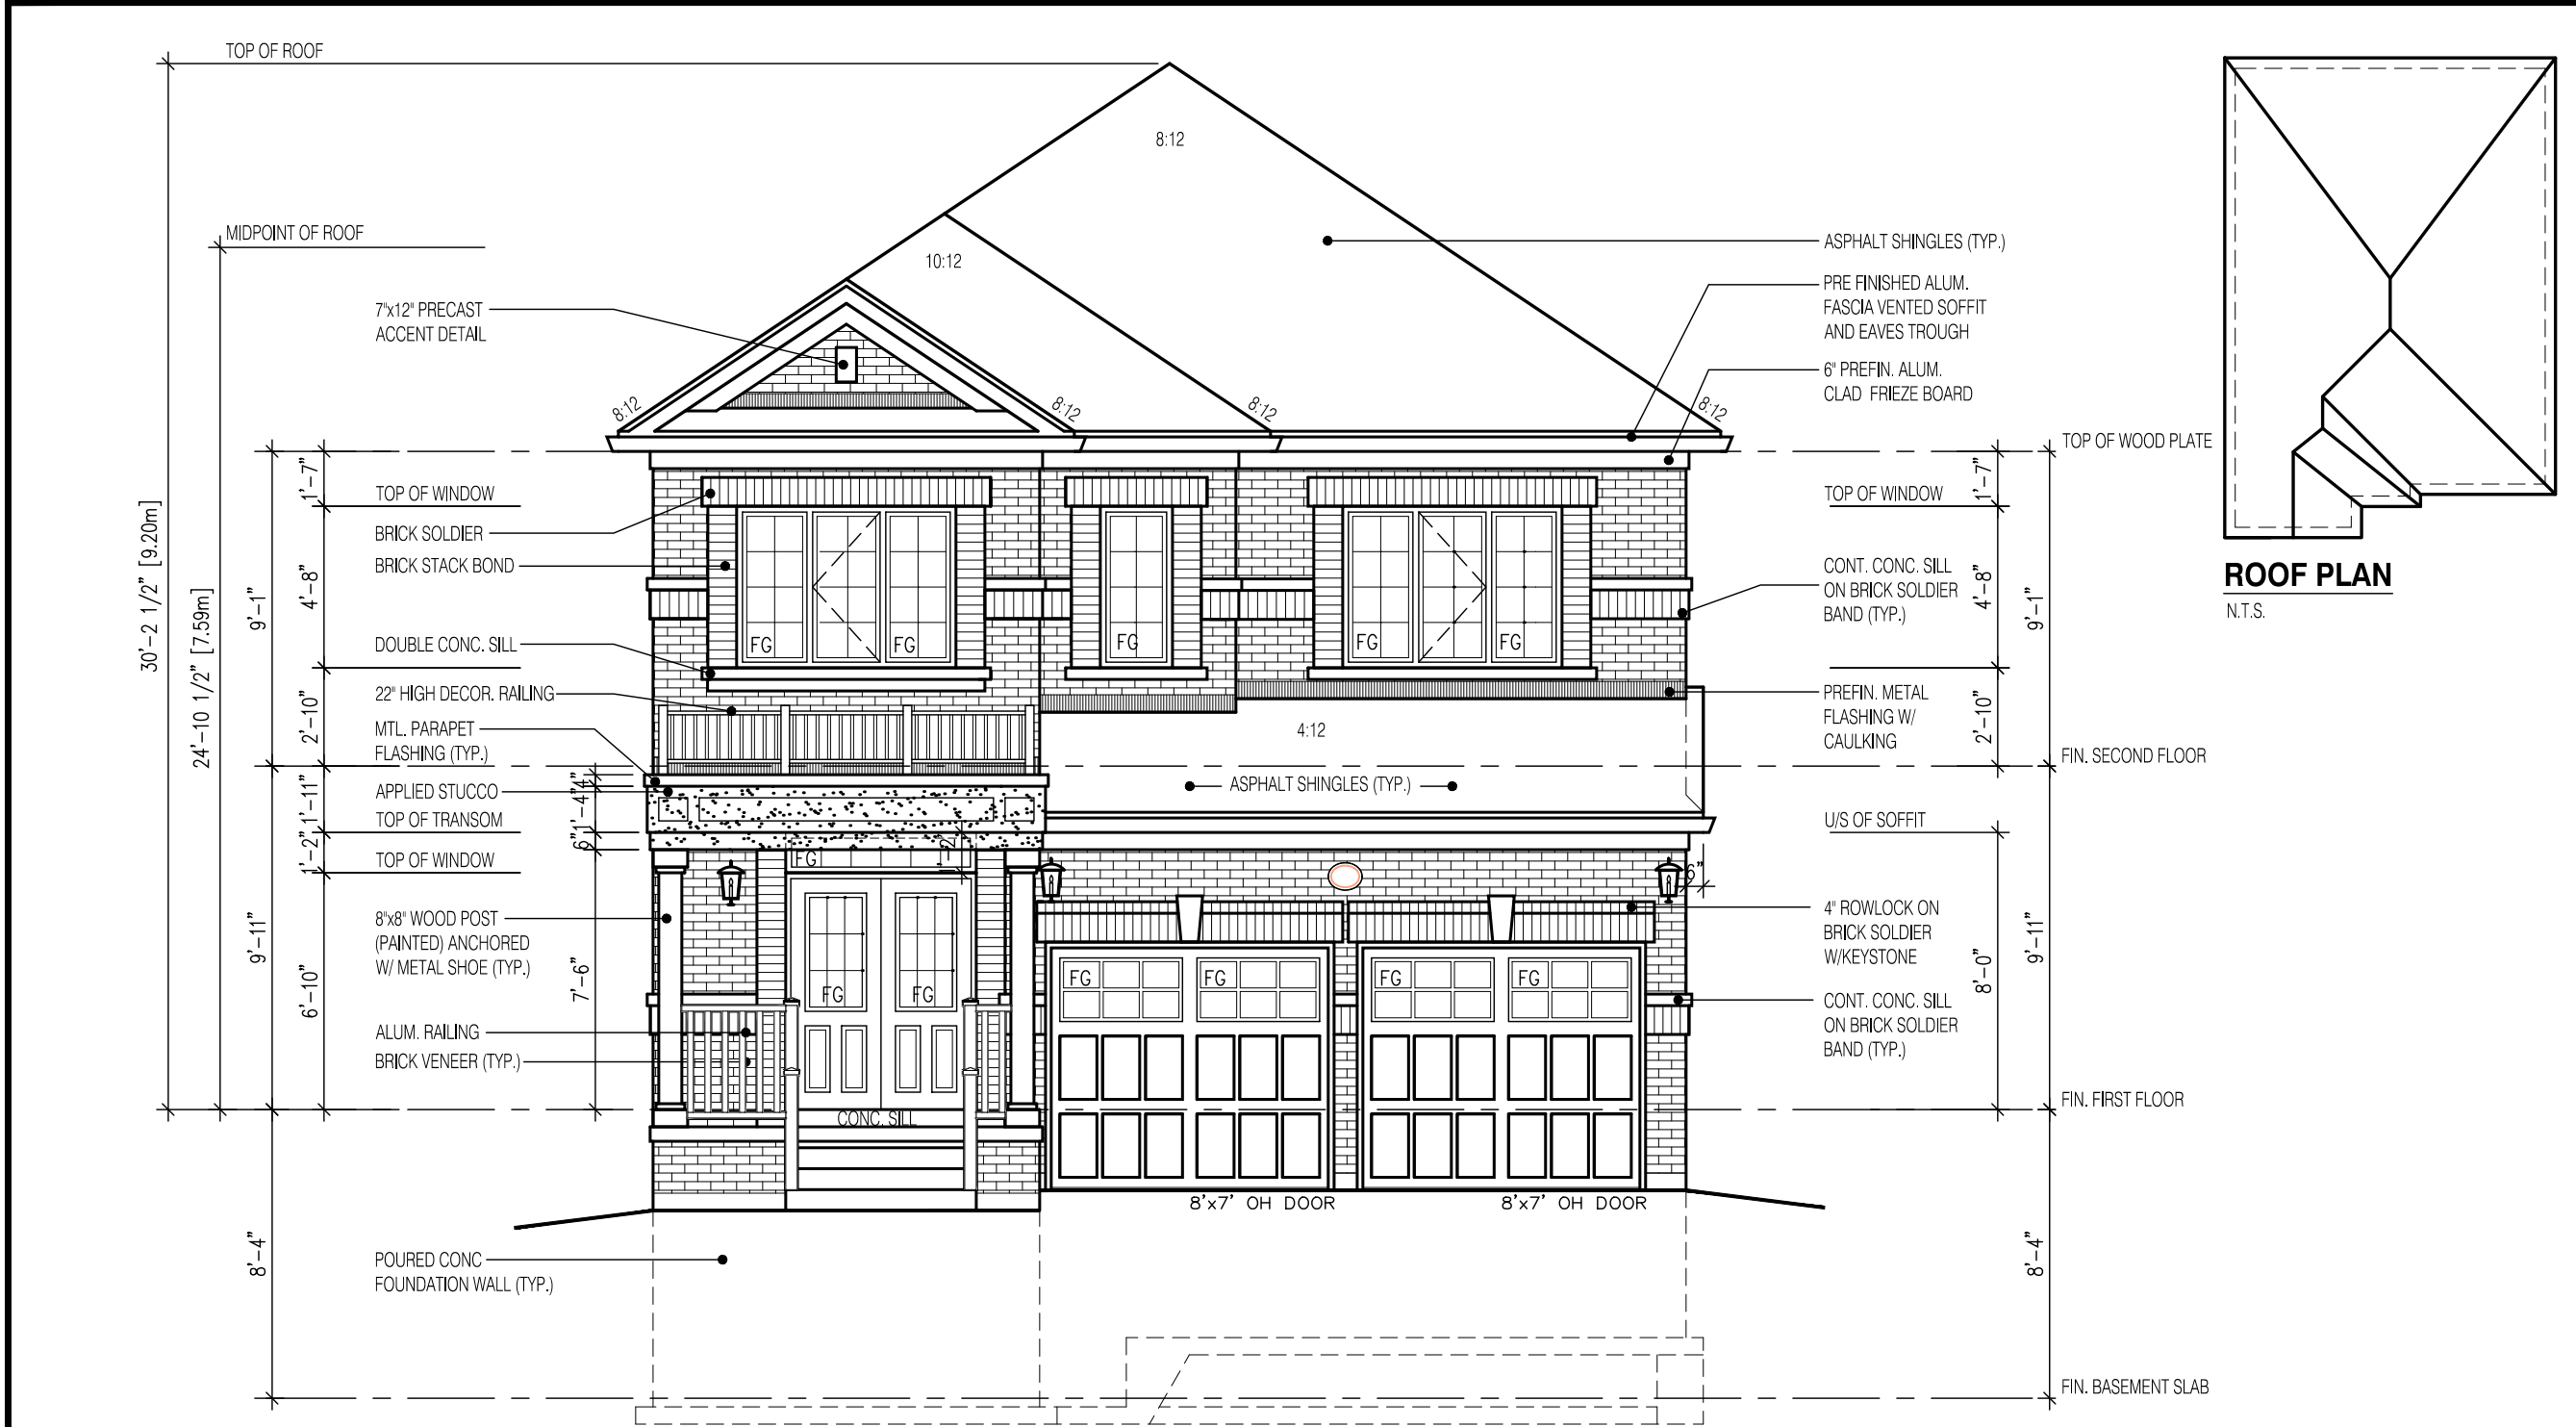 TOP OF ROOF
MIDPOINT OF ROOF
30'-2 1/2" [9.20m]
24'-10 1/2" [7.59m]
8:12
10:12
8:12
8:12
8:12
8:12
7"x12" PRECAST
ACCENT DETAIL
9'-1"
1'-7"
TOP OF WINDOW
BRICK SOLDIER
BRICK STACK BOND
4'-8"
DOUBLE CONC. SILL
22" HIGH DECOR. RAILING
2'-10"
MTL. PARAPET
FLASHING (TYP.)
APPLIED STUCCO
TOP OF TRANSOM
TOP OF WINDOW
1'-11"
1'-2"
4"
1'-4"
6"
8"x8" WOOD POST
(PAINTED) ANCHORED
W/ METAL SHOE (TYP.)
9'-11"
6'-10"
7'-6"
ALUM. RAILING
BRICK VENEER (TYP.)
8'-4"
POURED CONC
FOUNDATION WALL (TYP.)
FG
FG
FG
FG
FG
4:12
ASPHALT SHINGLES (TYP.)
FG
1'-2"
FG
FG
FG
FG
FG
FG
6"
CONC. SILL
8'x7' OH DOOR
8'x7' OH DOOR
ASPHALT SHINGLES (TYP.)
PRE FINISHED ALUM.
FASCIA VENTED SOFFIT
AND EAVES TROUGH
6" PREFIN. ALUM.
CLAD FRIEZE BOARD
TOP OF WINDOW
CONT. CONC. SILL
ON BRICK SOLDIER
BAND (TYP.)
PREFIN. METAL
FLASHING W/
CAULKING
U/S OF SOFFIT
4" ROWLOCK ON
BRICK SOLDIER
W/KEYSTONE
CONT. CONC. SILL
ON BRICK SOLDIER
BAND (TYP.)
1'-7"
4'-8"
2'-10"
8'-0"
9'-1"
9'-11"
8'-4"
TOP OF WOOD PLATE
FIN. SECOND FLOOR
FIN. FIRST FLOOR
FIN. BASEMENT SLAB
ROOF PLAN
N.T.S.